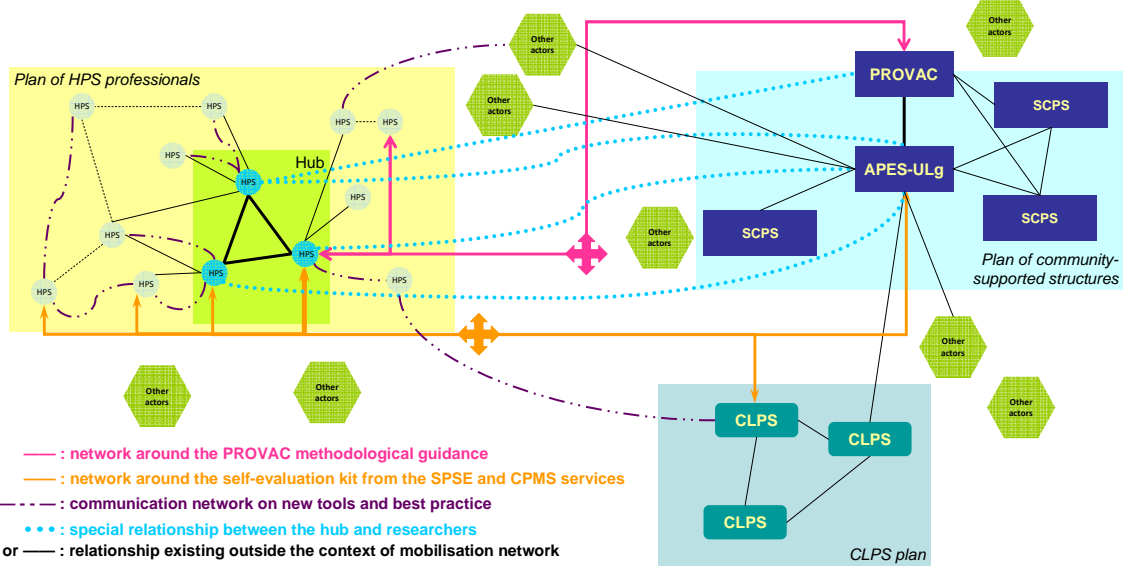 Other
actors
Other
actors
Plan of HPS professionals
PROVAC
HPS
HPS
HPS
HPS
Other
actors
SCPS
HPS
Hub
APES-ULg
HPS
HPS
SCPS
SCPS
HPS
Other
actors
HPS
HPS
Plan of community-
supported structures
HPS
HPS
HPS
HPS
Other
actors
Other
actors
Other
actors
Other
actors
CLPS
CLPS
CLPS
CLPS plan
: network around the PROVAC methodological guidance
: network around the self-evaluation kit from the SPSE and CPMS services
: communication network on new tools and best practice
: special relationship between the hub and researchers
or : relationship existing outside the context of mobilisation network